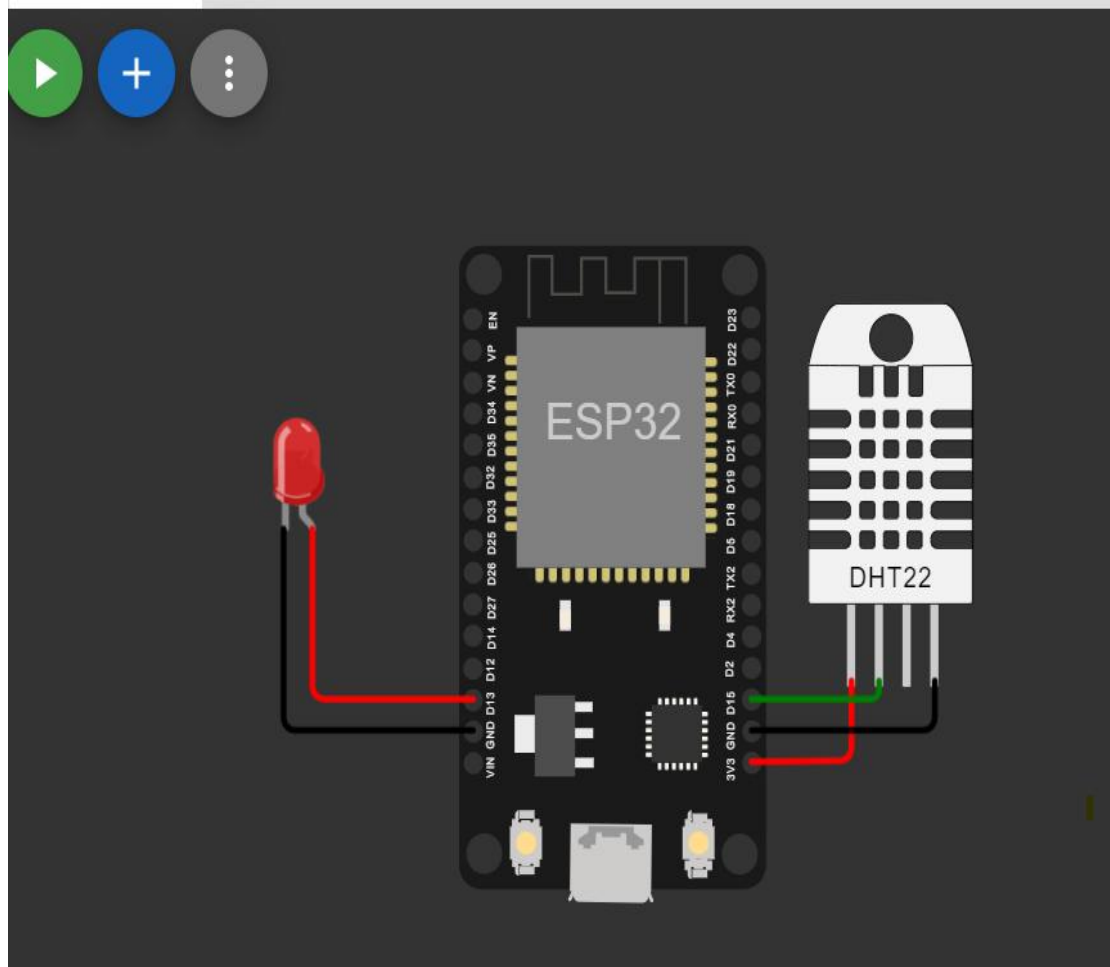 ESP32
EN
VP
VN
D34
D35
D32
D33
D25
D26
D27
D14
D12
D13
GND
VIN
D23
D22
TX0
RX0
D21
D19
D18
D5
TX2
RX2
D4
D2
D15
GND
3V3
DHT22